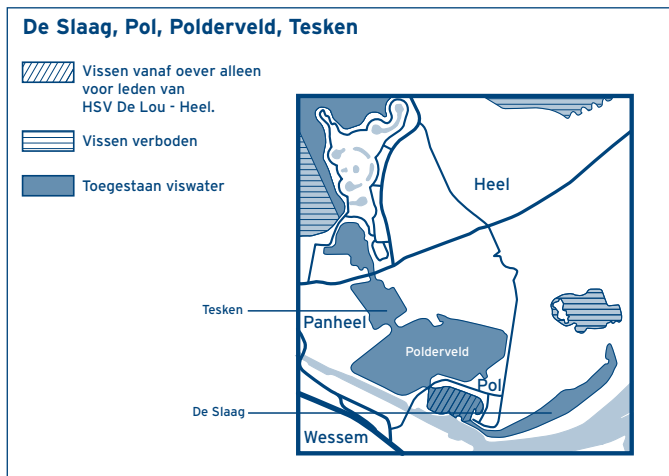 De Slaag, Pol, Polderveld, Tesken
Vissen vanaf oever alleen
voor leden van
HSV De Lou - Heel.
Vissen verboden
Toegestaan viswater
Heel
Tesken
Panheel
Polderveld
Pol
De Slaag
Wessem